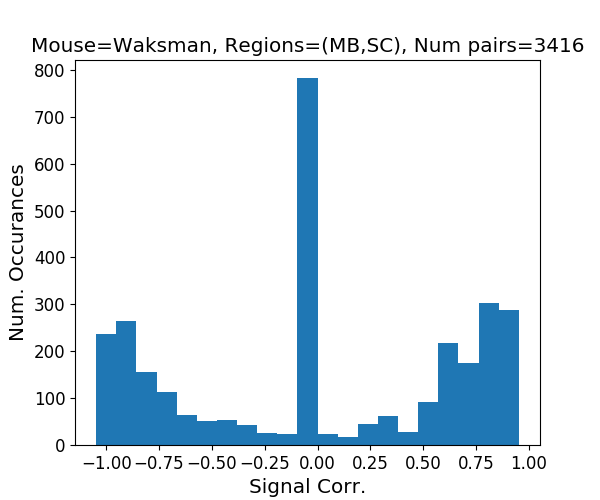 Mouse=Waksman, Regions=(MB,SC), Num pairs=3416
800
700
600
500
400
300
200
100
0
Num. Occurances
−1.00 −0.75 −0.50 −0.25 0.00 0.25 0.50 0.75 1.00
Signal Corr.